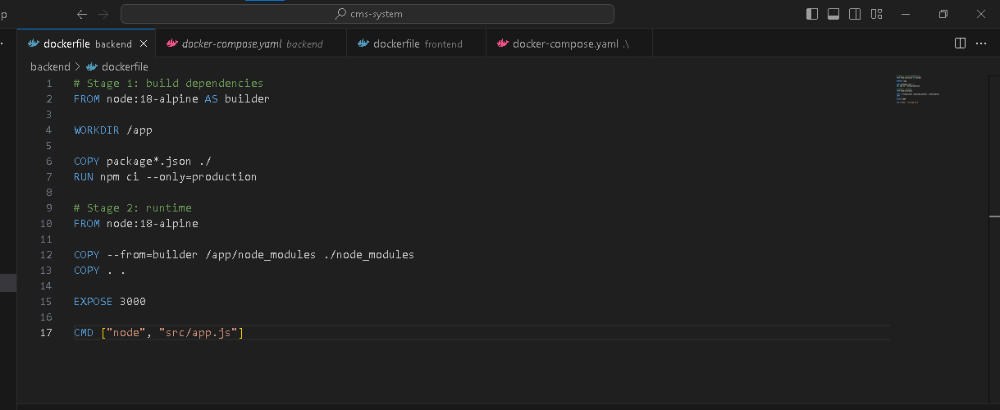 p
cms-system
dockerfile backend
docker-compose.yaml backend
dockerfile frontend
docker-compose.yaml .\
backend > dockerfile
1 # Stage 1: build dependencies
2 FROM node:18-alpine AS builder
3
4 WORKDIR /app
5
6 COPY package*.json ./
7 RUN npm ci --only=production
8
9 # Stage 2: runtime
10 FROM node:18-alpine
11
12 COPY --from=builder /app/node_modules ./node_modules
13 COPY . .
14
15 EXPOSE 3000
16
17 CMD ["node", "src/app.js"]